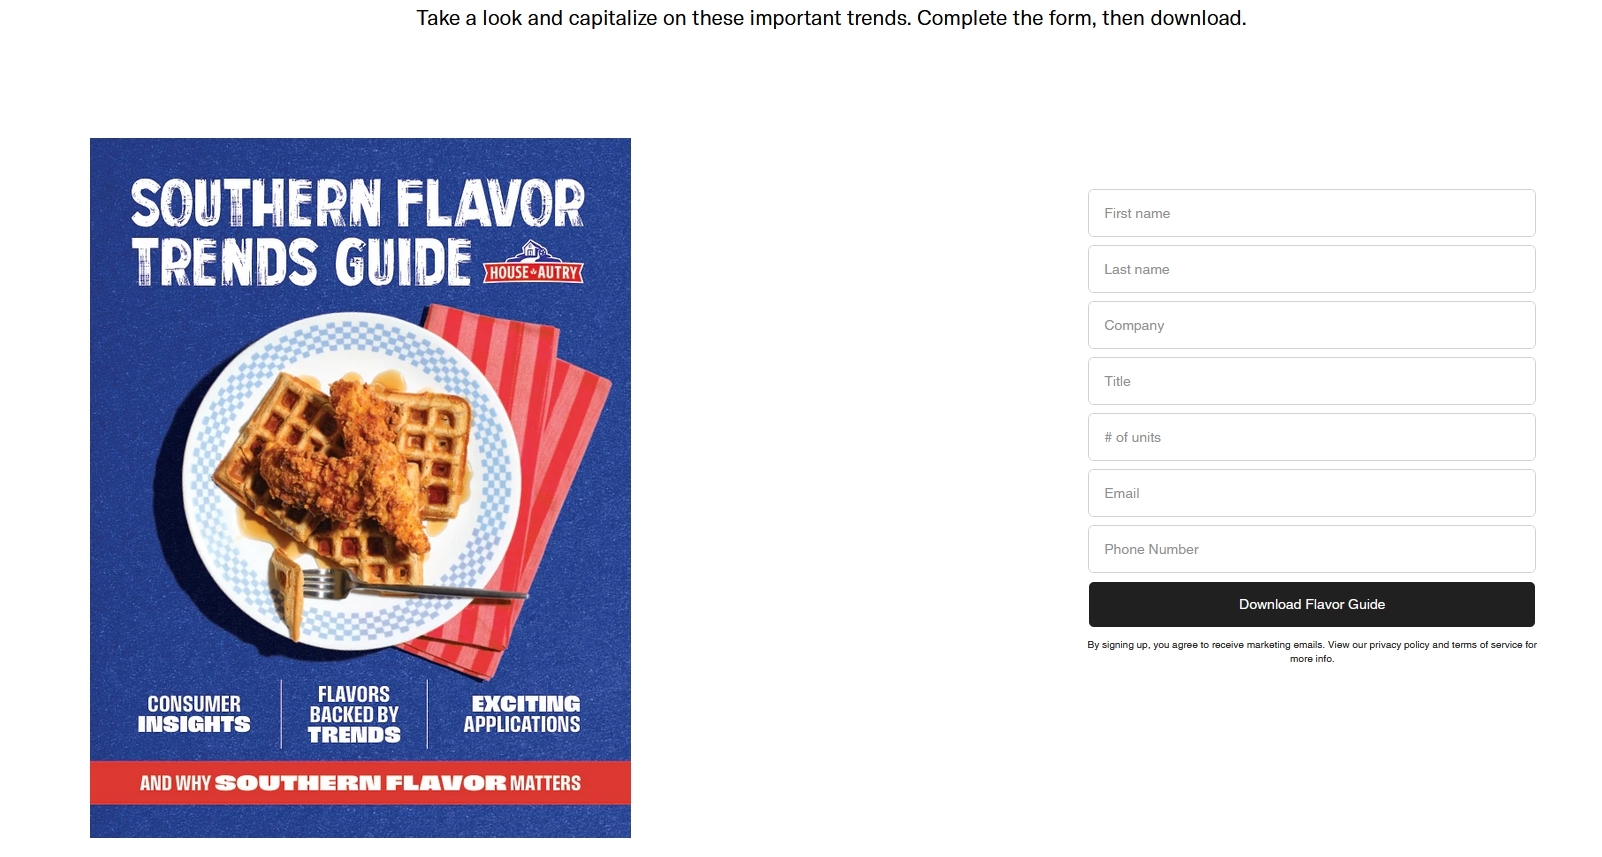 Take a look and capitalize on these important trends. Complete the form, then download.
SOUTHERN FLAVOR
TRENDS GUIDE
HOUSE AUTRY
CONSUMER
INSIGHTS
FLAVORS
BACKED BY
TRENDS
EXCITING
APPLICATIONS
AND WHY SOUTHERN FLAVOR MATTERS
First name
Last name
Company
Title
# of units
Email
Phone Number
Download Flavor Guide
By signing up, you agree to receive marketing emails. View our privacy policy and terms of service for
more info.